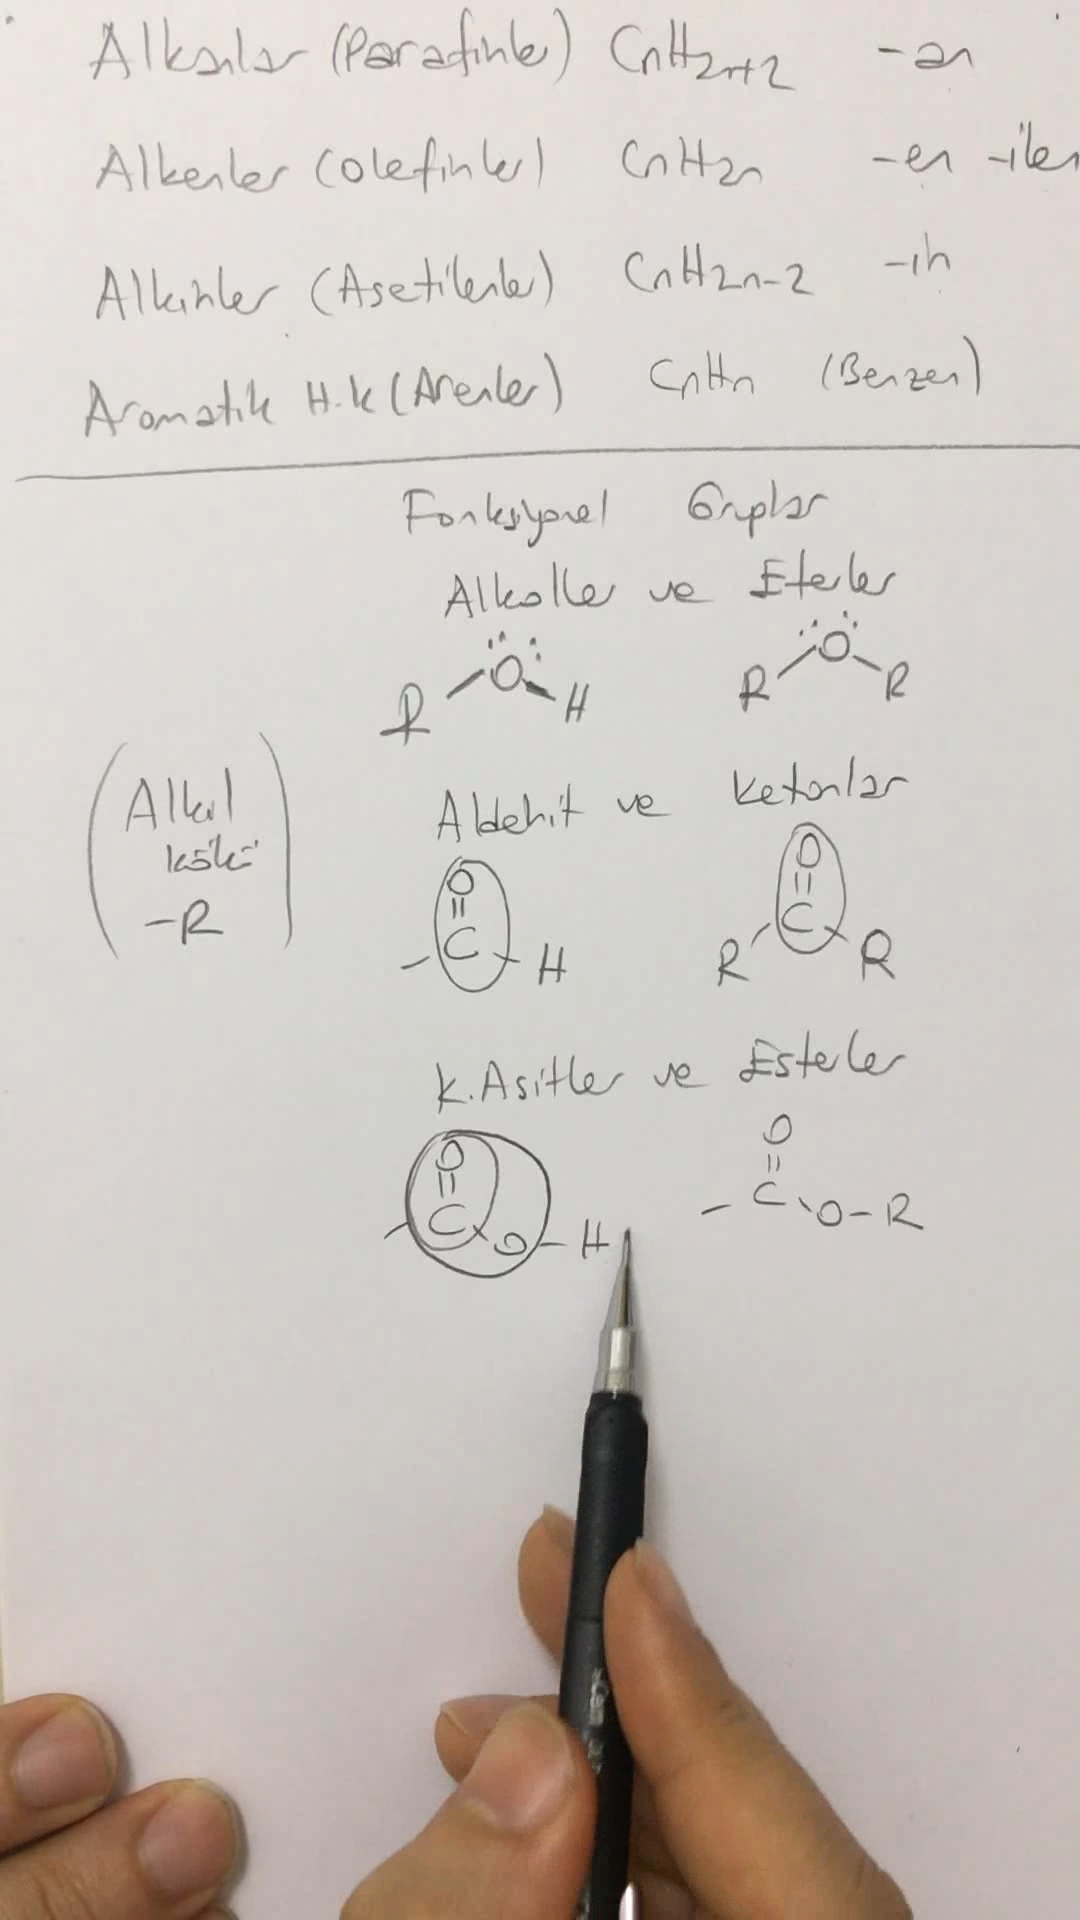 Alkanlar (Parafinler) CnH2n+2 -an
Alkenler (Olefinler) CnH2n -en -ilen
Alkinler (Asetilenler) CnH2n-2 -in
Aromatik H.K (Arenler) CnHn (Benzen)
Fonksiyonel Gruplar
Alkoller ve Eterler
R O H R O R
(Alkil kökü -R)
Aldehit ve Ketonlar
O O
C H R C R
K.Asitler ve Esterler
O O
C O-H C O-R